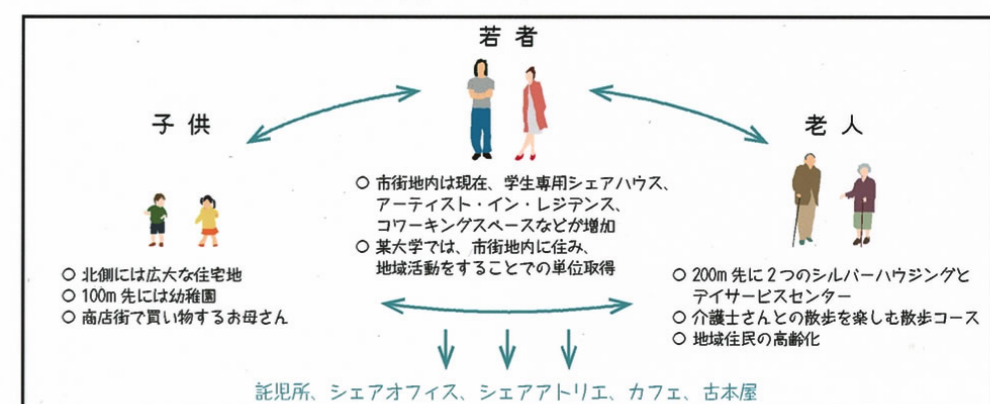 若者
子供
老人
○ 市街地内は現在、学生専用シェアハウス、
アーティスト・イン・レジデンス、
コワーキングスペースなどが増加
○ 某大学では、市街地内に住み、
地域活動をすることでの単位取得
○ 北側には広大な住宅地
○ 100m 先には幼稚園
○ 商店街で買い物するお母さん
○ 200m 先に2つのシルバーハウジングと
デイサービスセンター
○ 介護士さんとの散歩を楽しむ散歩コース
○ 地域住民の高齢化
託児所、シェアオフィス、シェアアトリエ、カフェ、古本屋